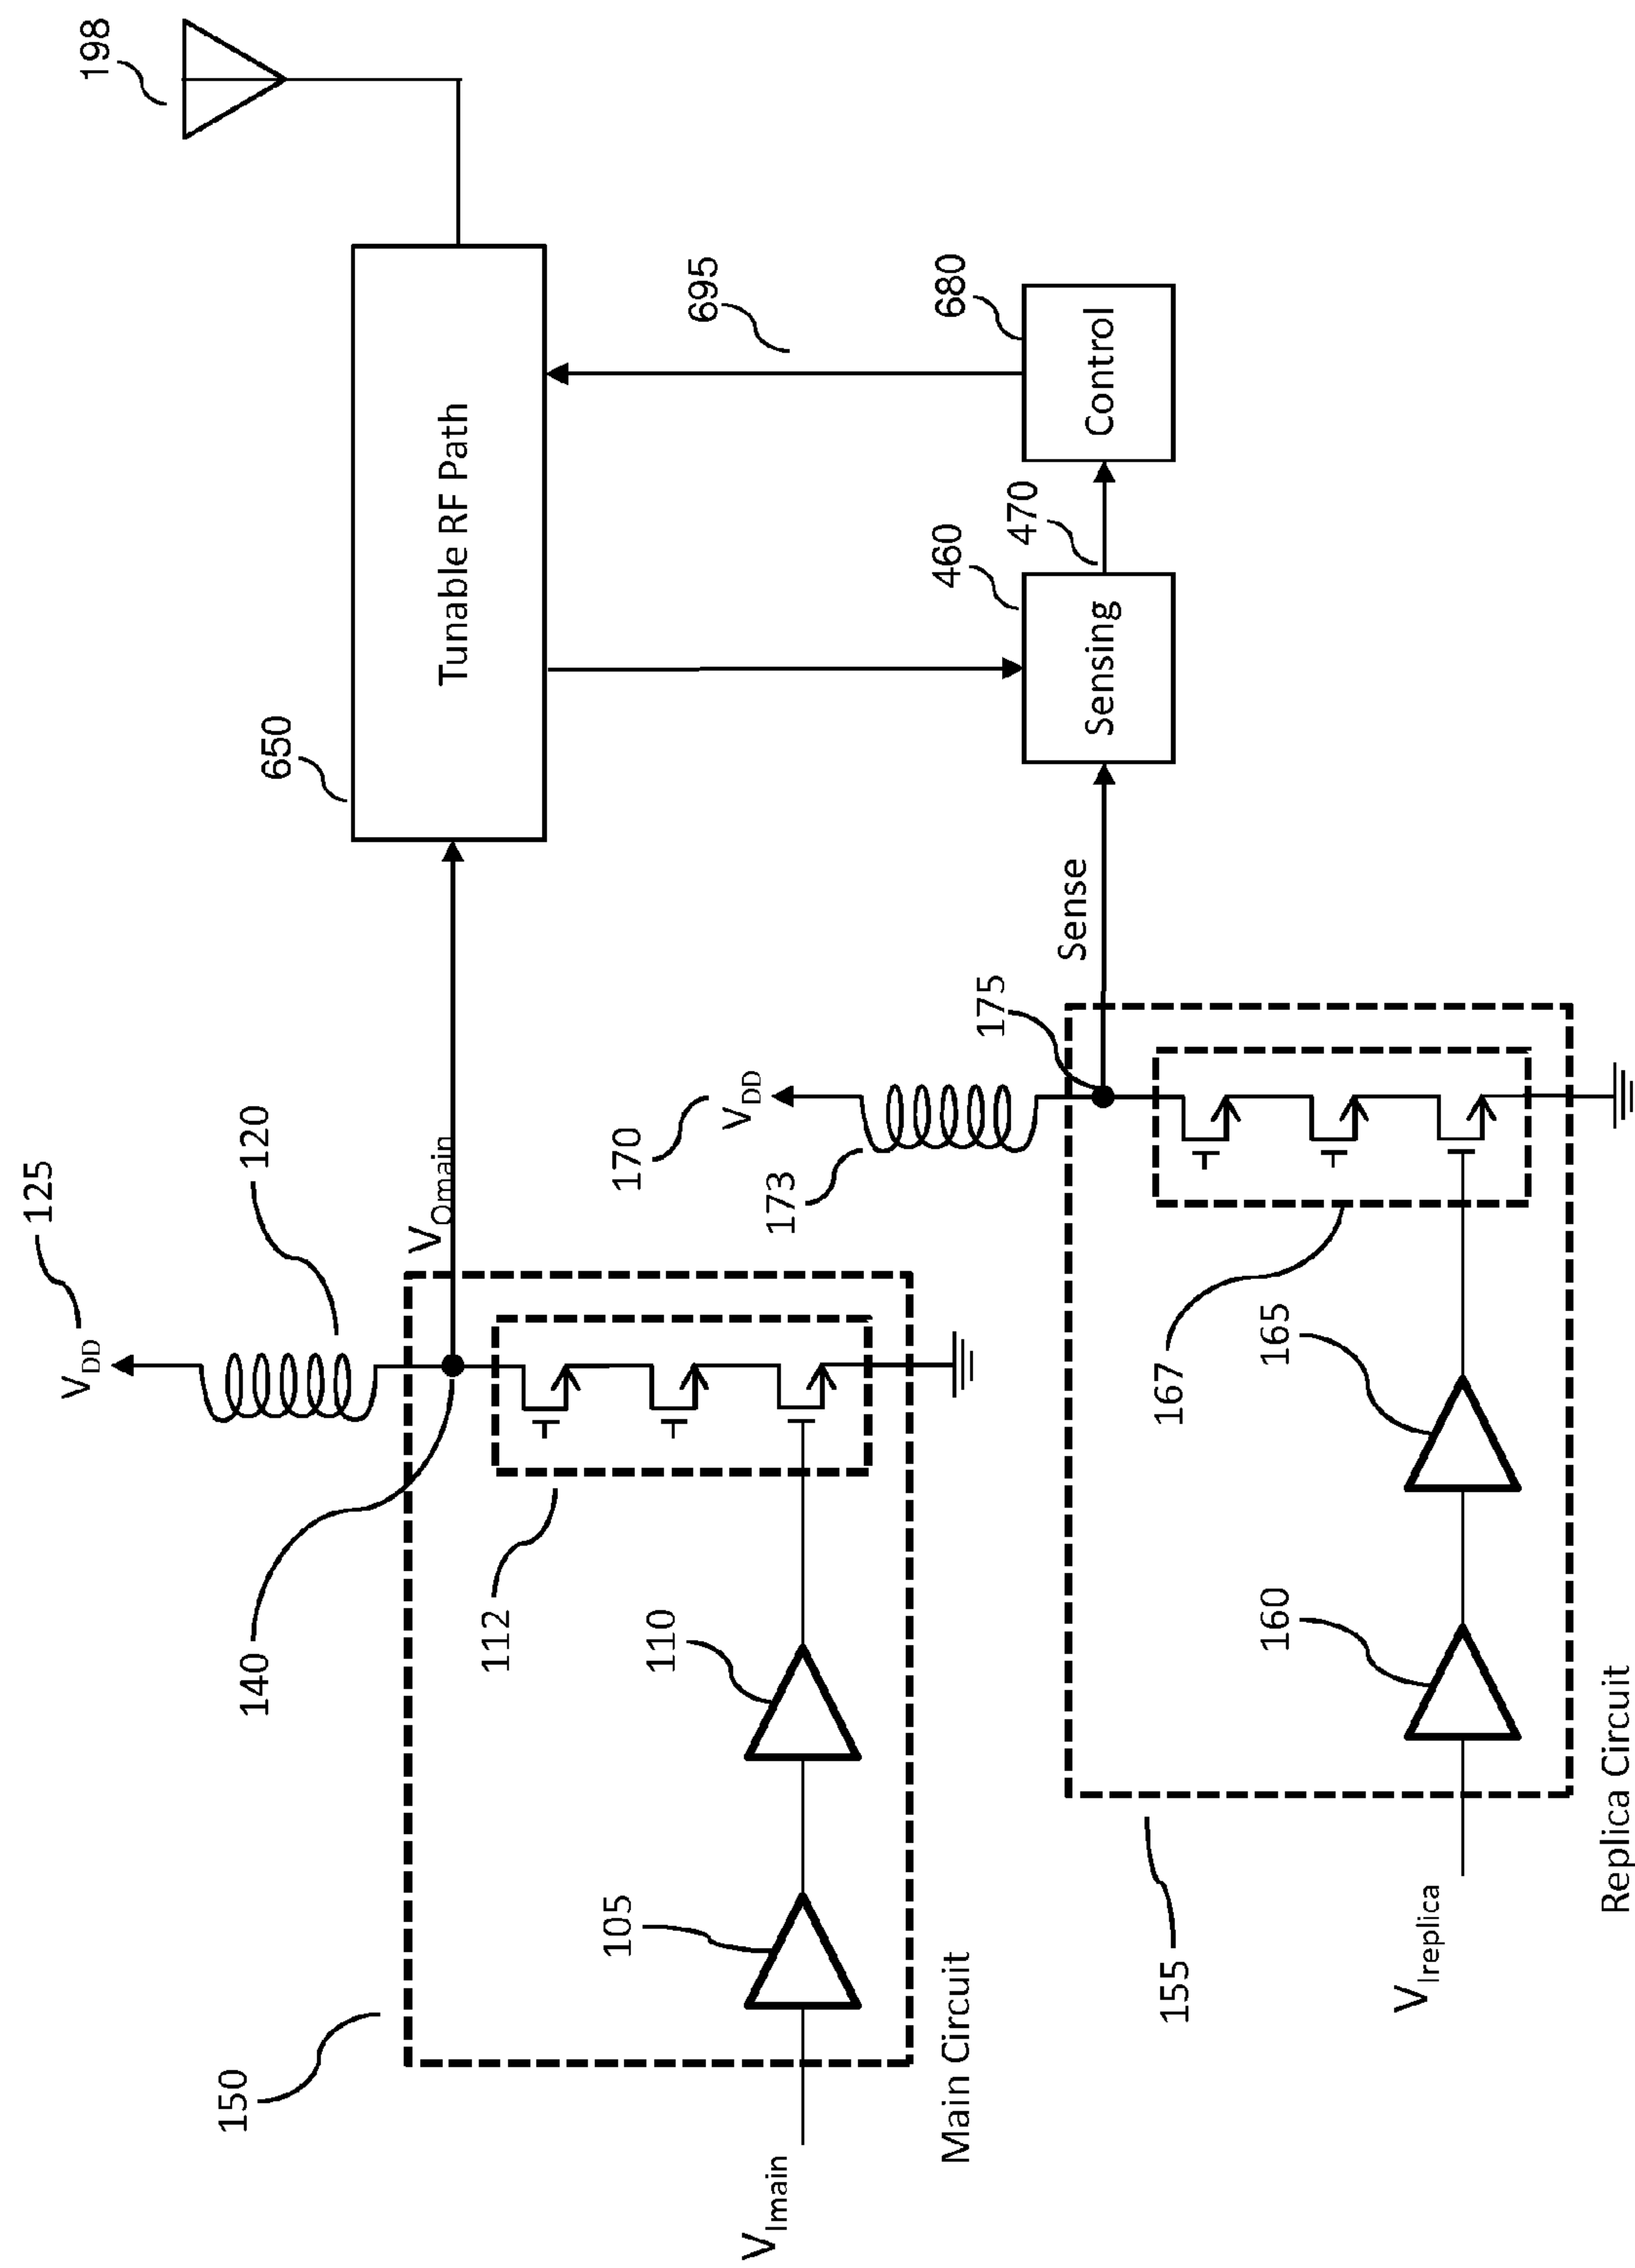 125
V_DD
120
198
650
Tunable RF Path
695
140
V_Omain
170
V_DD
173
175
Sense
460
Sensing
470
680
Control
150
112
110
105
V_Imain
Main Circuit
167
165
160
155
V_Ireplica
Replica Circuit